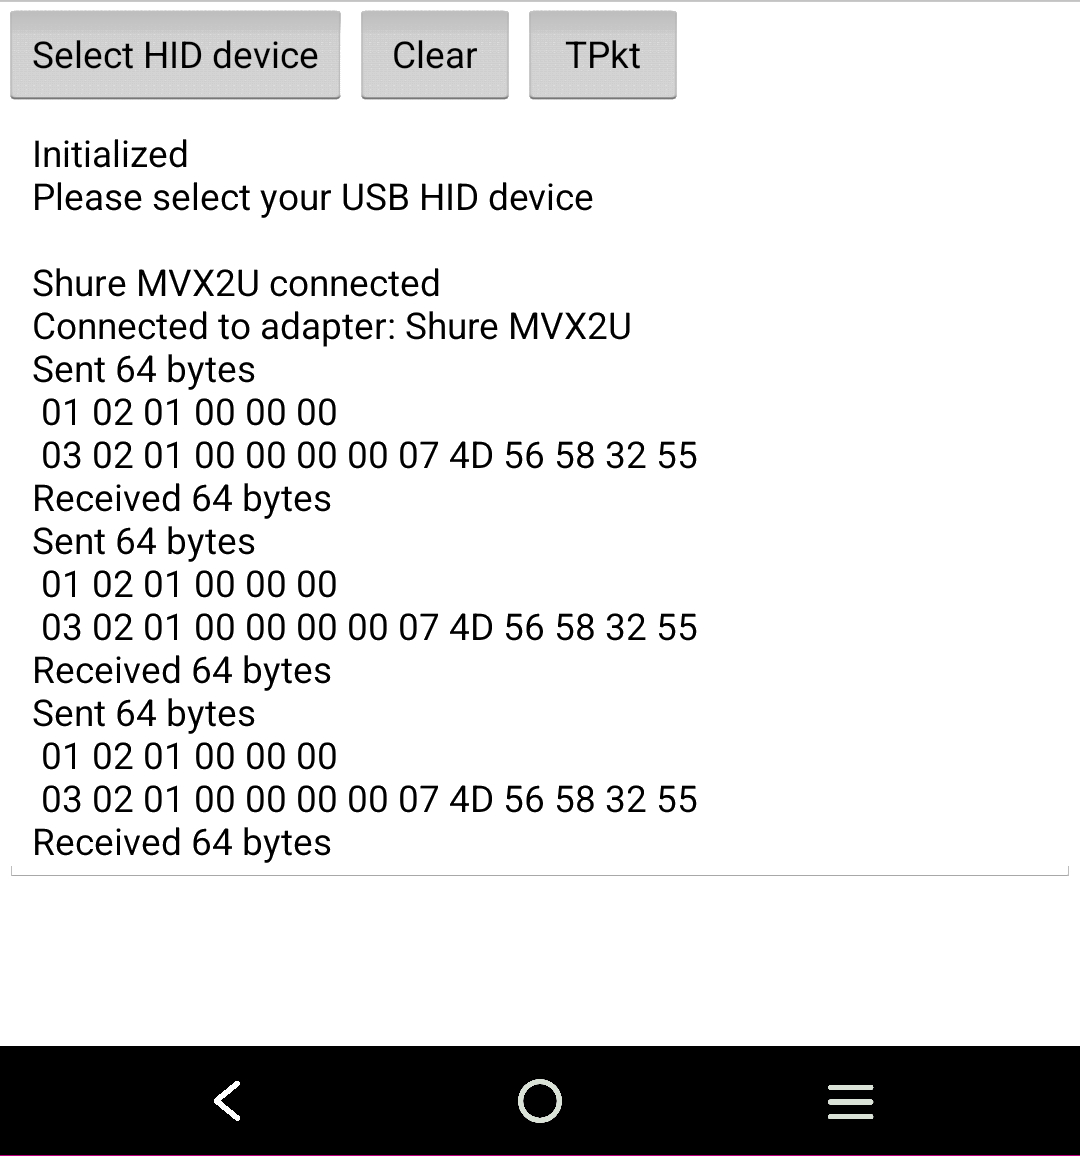 Select HID device Clear TPkt
Initialized
Please select your USB HID device
Shure MVX2U connected
Connected to adapter: Shure MVX2U
Sent 64 bytes
01 02 01 00 00 00
03 02 01 00 00 00 00 07 4D 56 58 32 55
Received 64 bytes
Sent 64 bytes
01 02 01 00 00 00
03 02 01 00 00 00 00 07 4D 56 58 32 55
Received 64 bytes
Sent 64 bytes
01 02 01 00 00 00
03 02 01 00 00 00 00 07 4D 56 58 32 55
Received 64 bytes